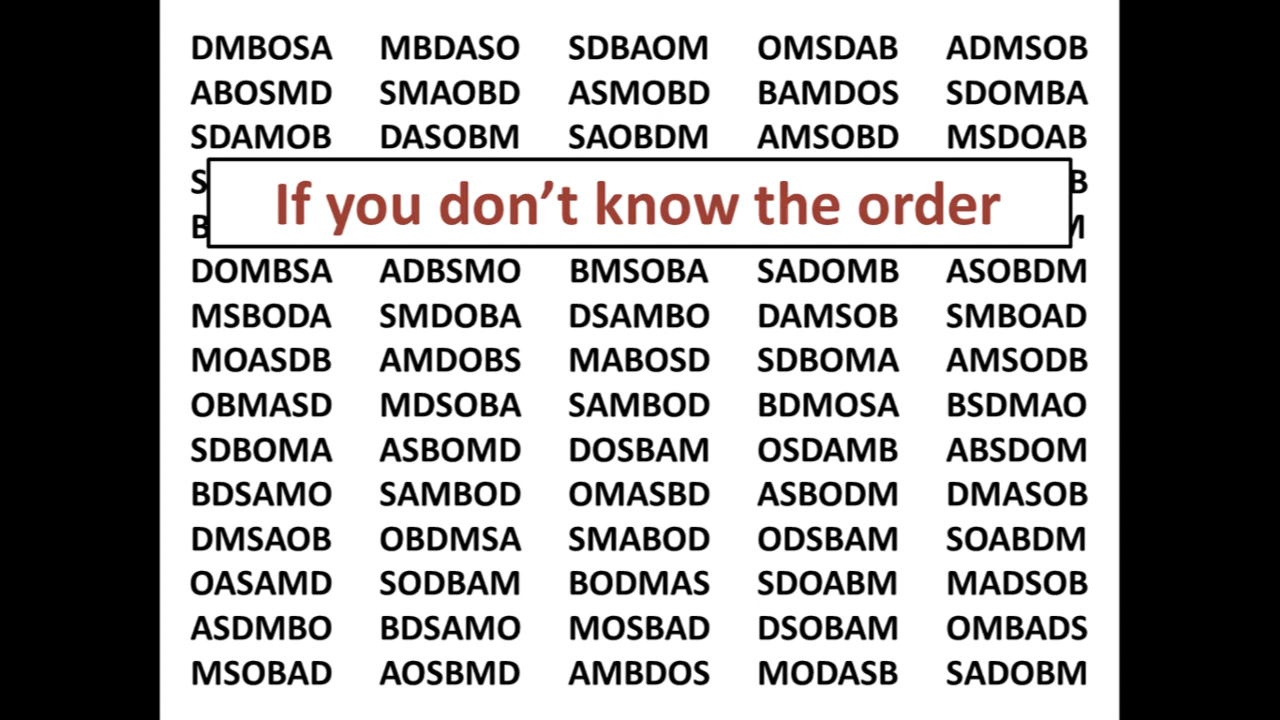 DMBOSA MBDASO SDBAOM OMSDAB ADMSOB
ABOSMD SMAOBD ASMOBD BAMDOS SDOMBA
SDAMOB DASOBM SAOBDM AMSOBD MSDOAB
If you don’t know the order
DOMBSA ADBSMO BMSOBA SADOMB ASOBDM
MSBODA SMDOBA DSAMBO DAMSOB SMBOAD
MOASDB AMDOBS MABOSD SDBOMA AMSODB
OBMASD MDSOBA SAMBOD BDMOSA BSDMAO
SDBOMA ASBOMD DOSBAM OSDAMB ABSDOM
BDSAMO SAMBOD OMASBD ASBODM DMASOB
DMSAOB OBDMSA SMABOD ODSBAM SOABDM
OASAMD SODBAM BODMAS SDOABM MADSOB
ASDMBO BDSAMO MOSBAD DSOBAM OMBADS
MSOBAD AOSBMD AMBDOS MODASB SADOBM